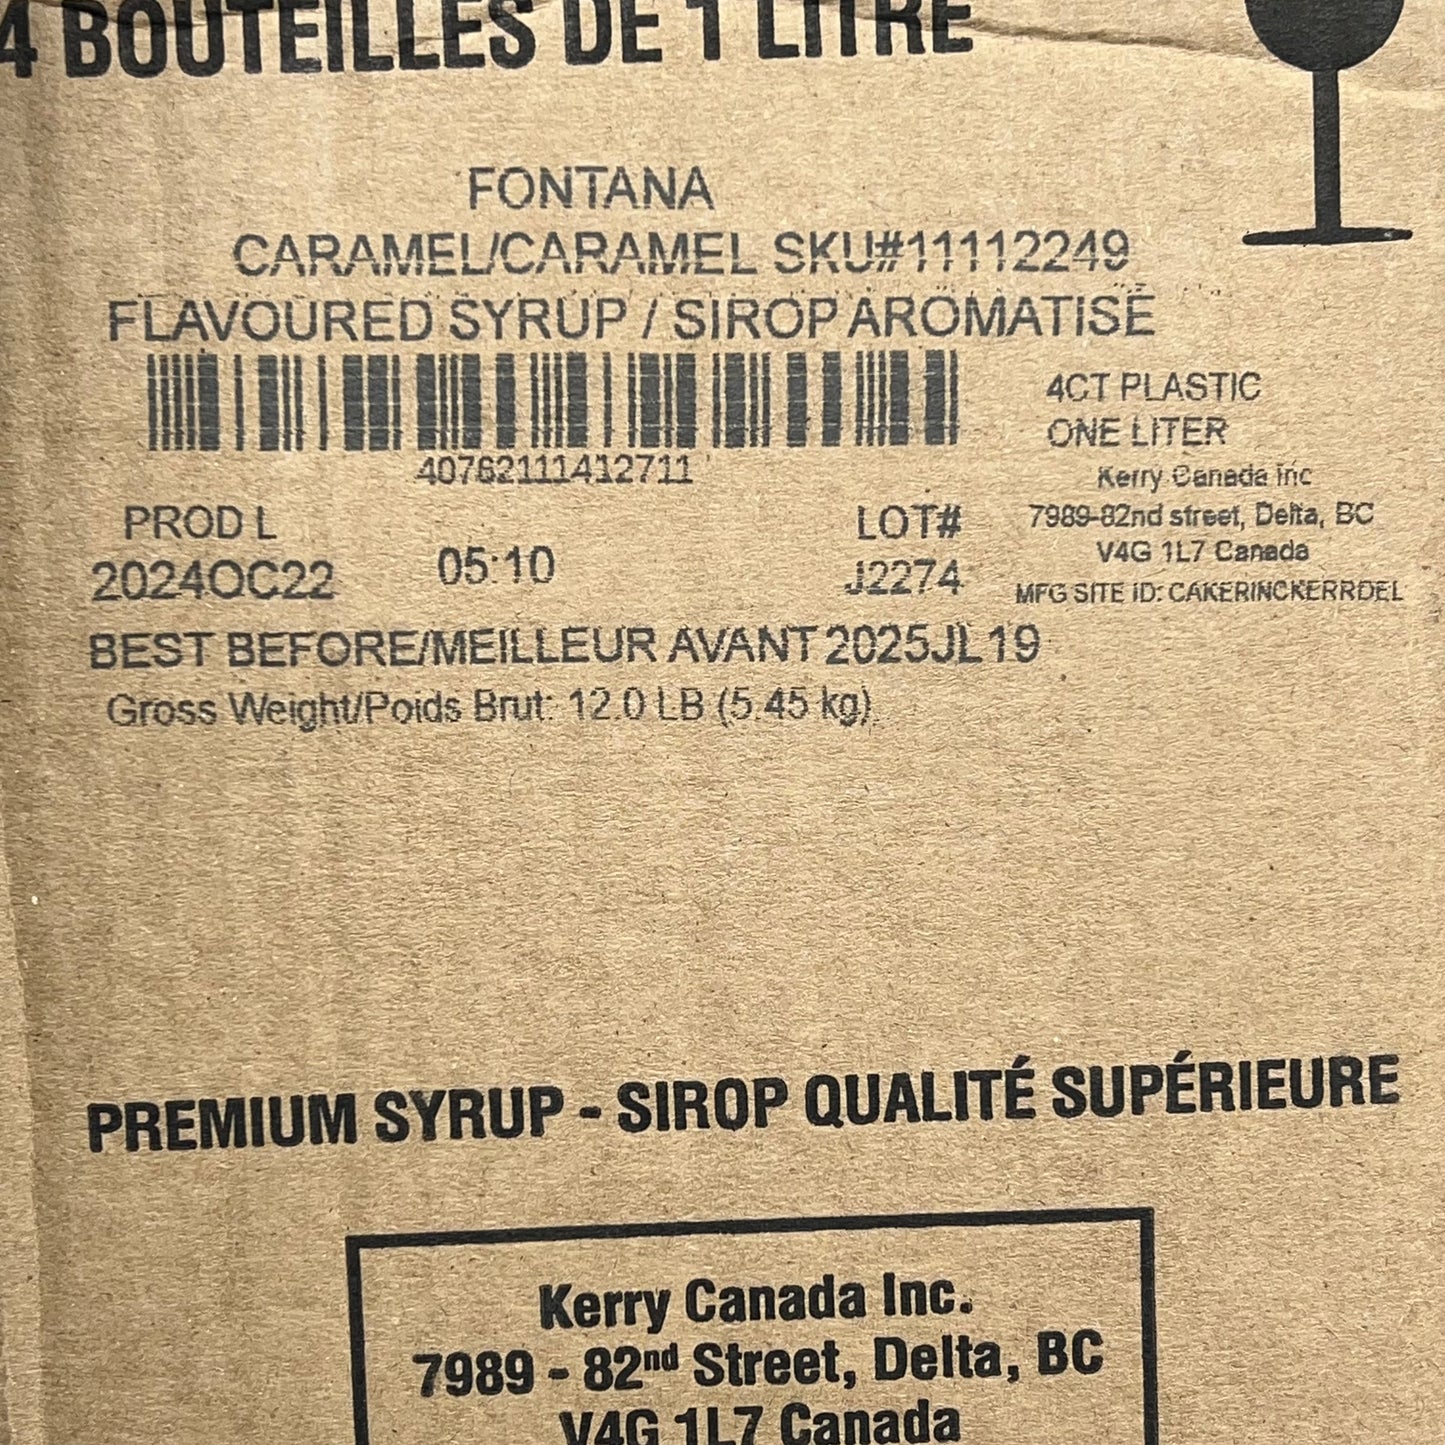 4 BOUTEILLES DE 1 LITRE
FONTANA
CARAMEL/CARAMEL SKU#11112249
FLAVOURED SYRUP / SIROP AROMATISÉ
40762111412711
4CT PLASTIC
ONE LITER
Kerry Canada Inc
7989-82nd street, Delta, BC
V4G 1L7 Canada
MFG SITE ID: CAKERINCKERRDEL
PROD L
2024OC22
05:10
LOT#
J2274
BEST BEFORE/MEILLEUR AVANT 2025JL19
Gross Weight/Poids Brut: 12.0 LB (5.45 kg)
PREMIUM SYRUP - SIROP QUALITÉ SUPÉRIEURE
Kerry Canada Inc.
7989 - 82nd Street, Delta, BC
V4G 1L7 Canada